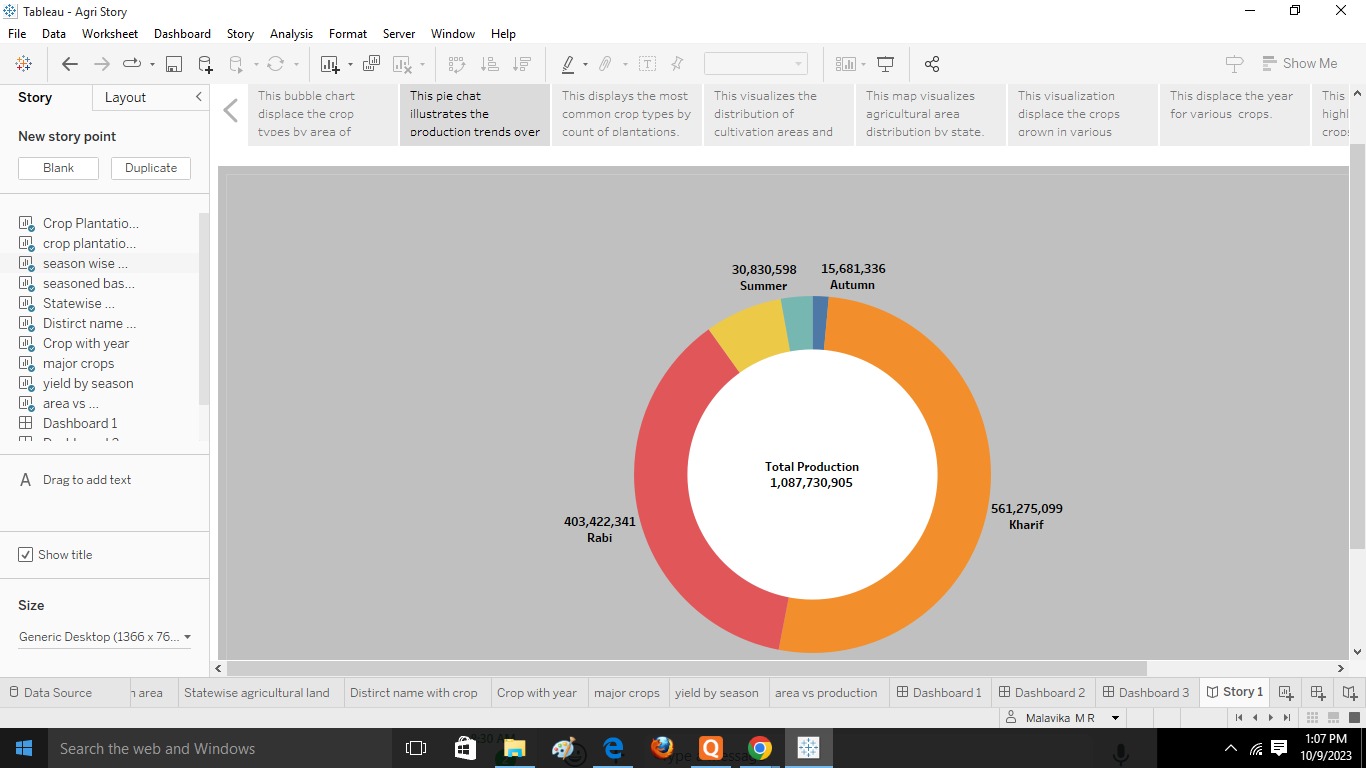 Tableau - Agri Story
File Data Worksheet Dashboard Story Analysis Format Server Window Help
Show Me
Story
Layout
New story point
Blank
Duplicate
Crop Plantatio...
crop plantatio...
season wise ...
seasoned bas...
Statewise ...
Distirct name ...
Crop with year
major crops
yield by season
area vs ...
Dashboard 1
A Drag to add text
Show title
Size
Generic Desktop (1366 x 76...
This bubble chart
displace the crop
types by area of
This pie chat
illustrates the
production trends over
This displays the most
common crop types by
count of plantations.
This visualizes the
distribution of
cultivation areas and
This map visualizes
agricultural area
distribution by state.
This visualization
displace the crops
grown in various
This displace the year
for various crops.
This
highl
crops
30,830,598
Summer
15,681,336
Autumn
Total Production
1,087,730,905
561,275,099
Kharif
403,422,341
Rabi
Data Source
area
Statewise agricultural land
Distirct name with crop
Crop with year
major crops
yield by season
area vs production
Dashboard 1
Dashboard 2
Dashboard 3
Story 1
Malavika M R
Search the web and Windows
1:07 PM
10/9/2023